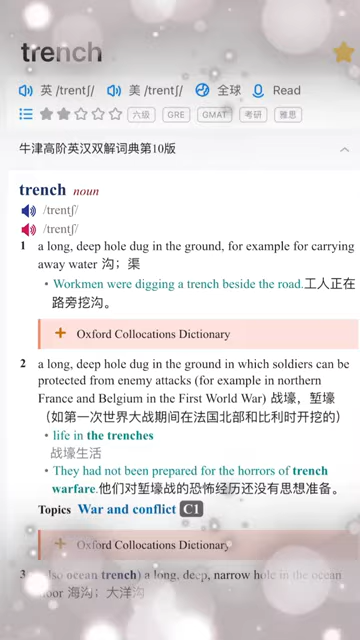 trench
英 /trentʃ/ 美 /trentʃ/ 全球 Read
六级 GRE GMAT 考研 雅思
牛津高阶英汉双解词典第10版
trench noun
/trentʃ/
/trentʃ/
1 a long, deep hole dug in the ground, for example for carrying
away water 沟；渠
• Workmen were digging a trench beside the road.工人正在
路旁挖沟。
+ Oxford Collocations Dictionary
2 a long, deep hole dug in the ground in which soldiers can be
protected from enemy attacks (for example in northern
France and Belgium in the First World War) 战壕，堑壕
（如第一次世界大战期间在法国北部和比利时开挖的）
• life in the trenches
战壕生活
• They had not been prepared for the horrors of trench
warfare.他们对堑壕战的恐怖经历还没有思想准备。
Topics War and conflict C1
+ Oxford Collocations Dictionary
3 (also ocean trench) a long, deep, narrow hole in the ocean
floor 海沟；大洋沟